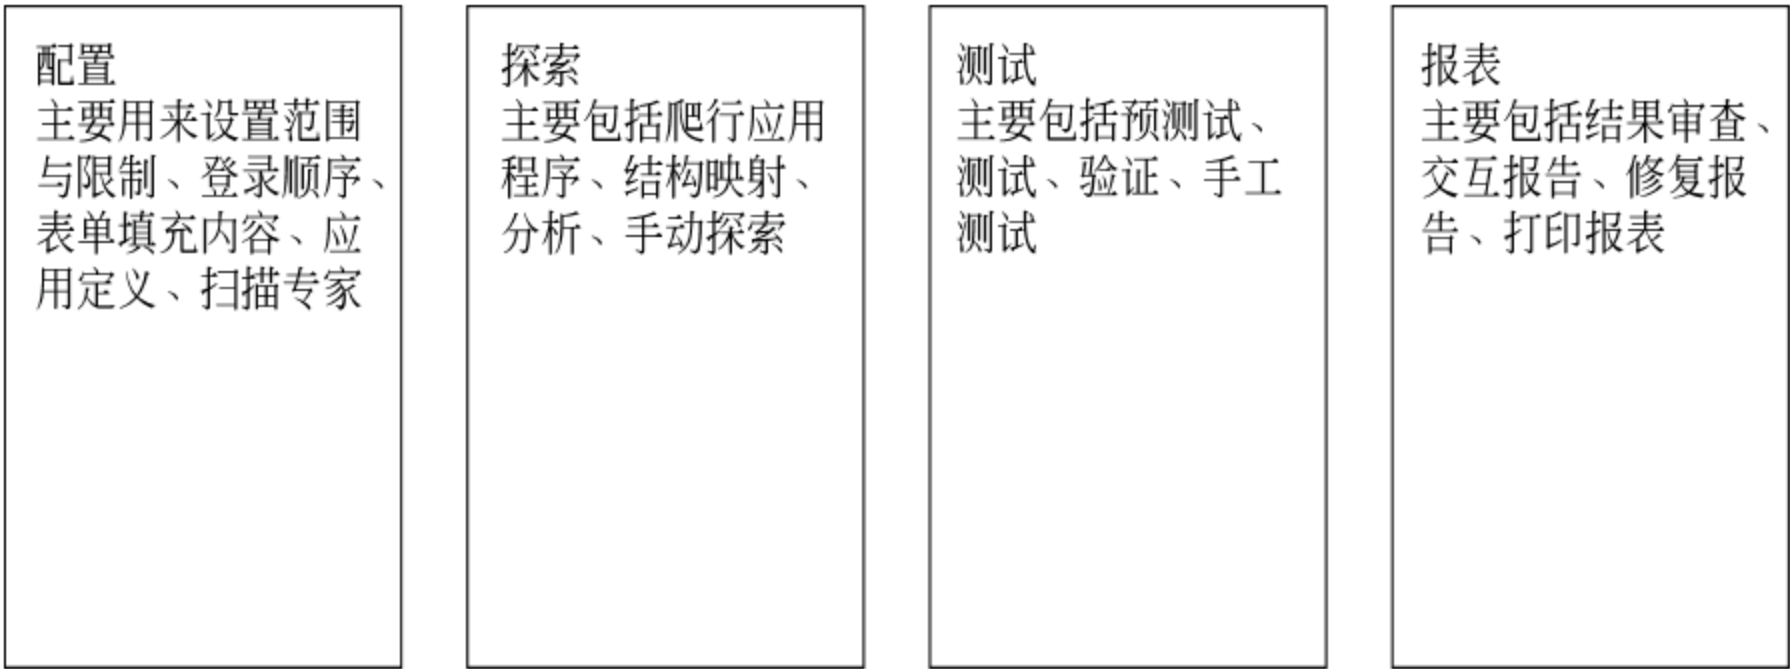 配置
主要用来设置范围
与限制、登录顺序、
表单填充内容、应
用定义、扫描专家
探索
主要包括爬行应用
程序、结构映射、
分析、手动探索
测试
主要包括预测试、
测试、验证、手工
测试
报表
主要包括结果审查、
交互报告、修复报
告、打印报表